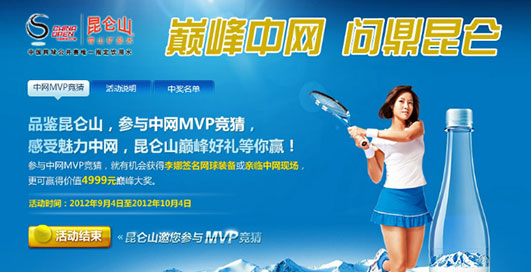 CHINA OPEN
昆仑山
雪山矿泉水
中国网球公开赛唯一指定饮用水
巅峰中网 问鼎昆仑
中网MVP竞猜 活动说明 中奖名单
品鉴昆仑山，参与中网MVP竞猜，
感受魅力中网，昆仑山巅峰好礼等你赢！
参与中网MVP竞猜，就有机会获得李娜签名网球装备或亲临中网现场，
更可赢得价值4999元巅峰大奖。
活动时间：2012年9月4日至2012年10月4日
活动结束 «昆仑山邀您参与MVP竞猜